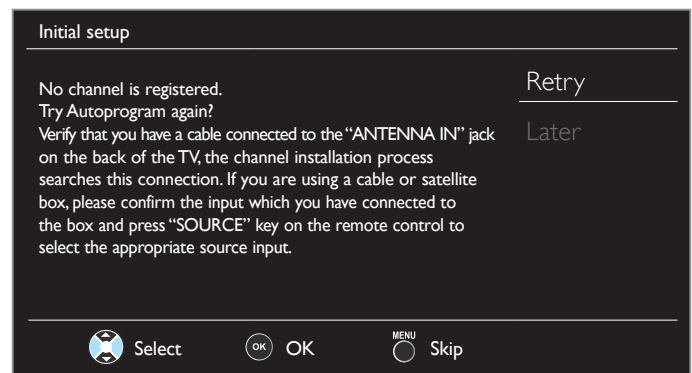 Initial setup
No channel is registered.
Try Autoprogram again?
Verify that you have a cable connected to the “ANTENNA IN” jack
on the back of the TV, the channel installation process
searches this connection. If you are using a cable or satellite
box, please confirm the input which you have connected to
the box and press “SOURCE” key on the remote control to
select the appropriate source input.
Retry
Later
Select
OK OK
MENU
Skip